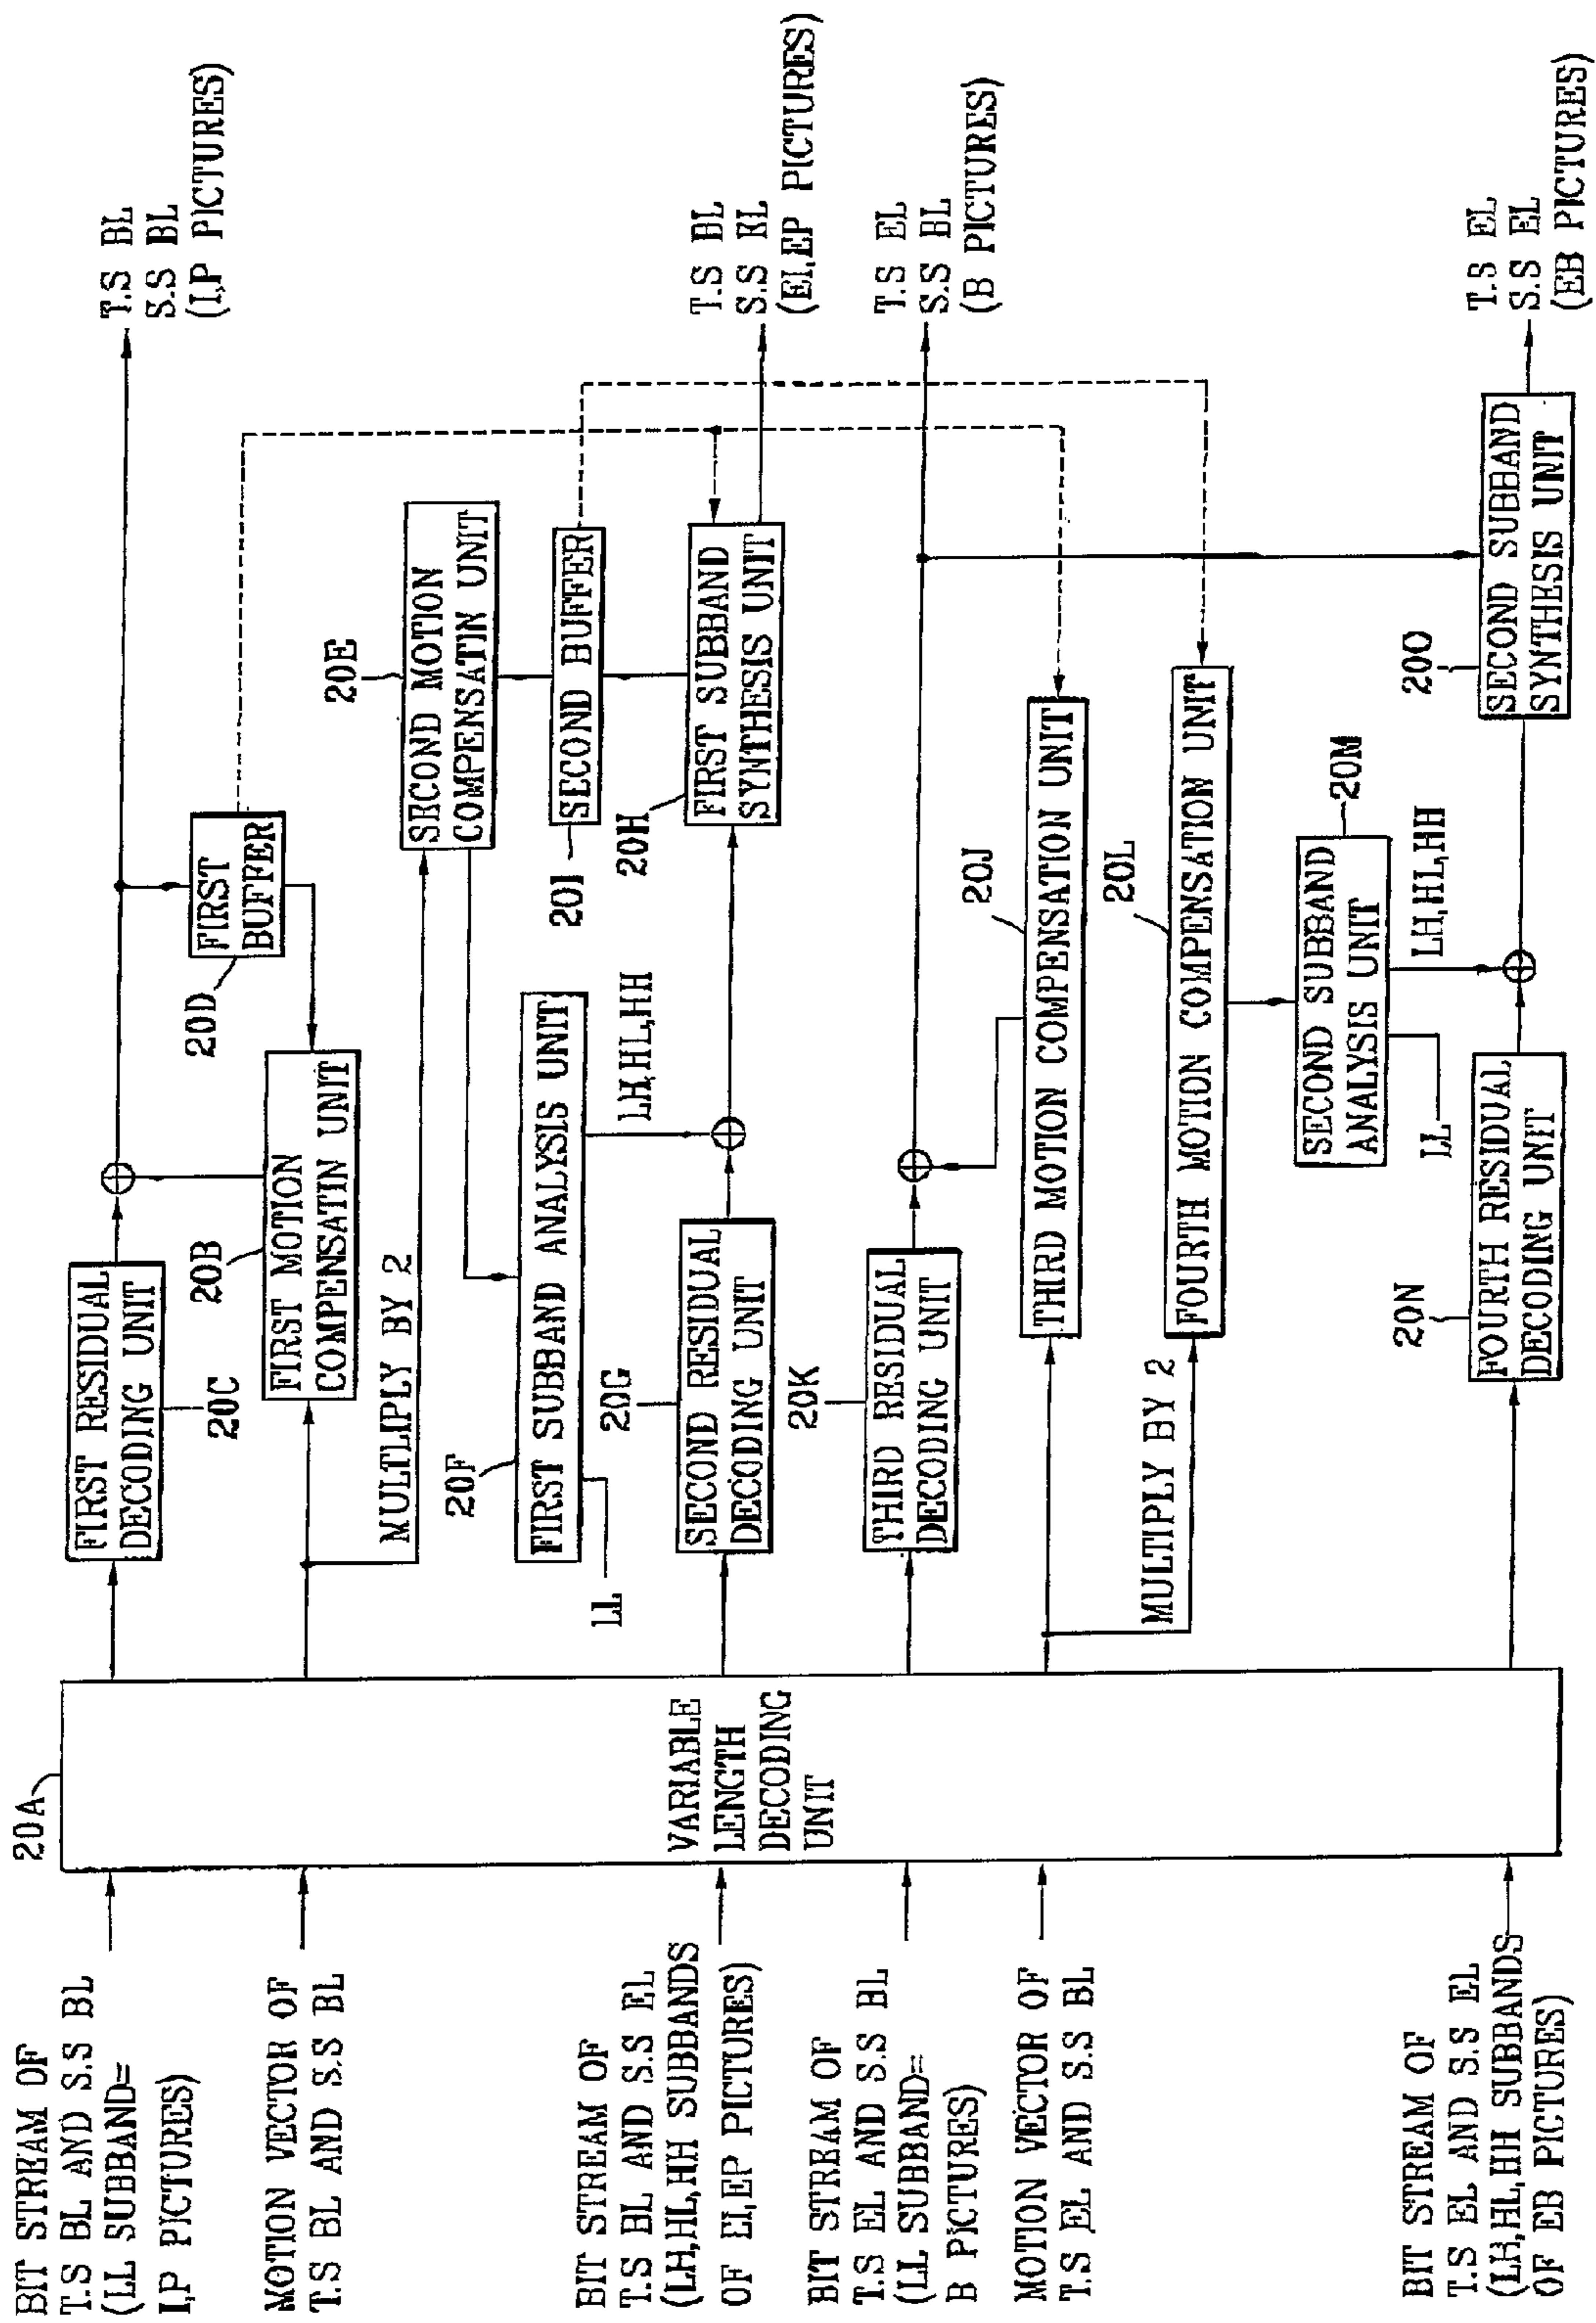 BIT STREAM OF
T.S BL AND S.S BL
(LL SUBBAND=
I,P PICTURES)
MOTION VECTOR OF
T.S BL AND S.S BL
BIT STREAM OF
T.S BL AND S.S EL
(LH,HL,HH SUBBANDS
OF EI,EP PICTURES)
BIT STREAM OF
T.S EL AND S.S BL
(LL SUBBAND=
B PICTURES)
MOTION VECTOR OF
T.S EL AND S.S BL
BIT STREAM OF
T.S EL AND S.S EL
(LH,HL,HH SUBBANDS
OF EB PICTURES)
20A
VARIABLE
LENGTH
DECODING
UNIT
FIRST RESIDUAL
DECODING UNIT
20C
20B
FIRST MOTION
COMPENSATIN UNIT
20D
FIRST
BUFFER
T.S BL
S.S BL
(I,P PICTURES)
MULTLIPLY BY 2
20E
SECOND MOTION
COMPENSATIN UNIT
20F
FIRST SUBBAND ANALYSIS UNIT
LL
LH,HL,HH
20I
SECOND BUFFER
20G
SECOND RESIDUAL
DECODING UNIT
20H
FIRST SUBBAND
SYNTHESIS UNIT
T.S BL
S.S EL
(EI,EP PICTURES)
20K
THIRD RESIDUAL
DECODING UNIT
T.S EL
S.S BL
(B PICTURES)
20J
THIRD MOTION COMPENSATION UNIT
MULTIPLY BY 2
20L
FOURTH MOTION COMPENSATION UNIT
20M
SECOND SUBBAND
ANALYSIS UNIT
LL
LH,HL,HH
20N
FOURTH RESIDUAL
DECODING UNIT
20O
SECOND SUBBAND
SYNTHESIS UNIT
T.S EL
S.S EL
(EB PICTURES)